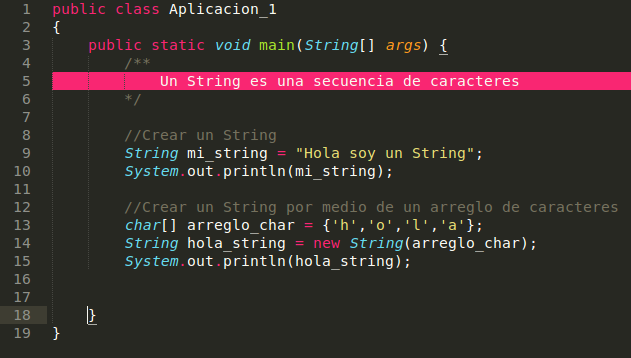 1 public class Aplicacion_1
2 {
3     public static void main(String[] args) {
4         /**
5             Un String es una secuencia de caracteres
6         */
7
8         //Crear un String
9         String mi_string = "Hola soy un String";
10         System.out.println(mi_string);
11
12         //Crear un String por medio de un arreglo de caracteres
13         char[] arreglo_char = {'h','o','l','a'};
14         String hola_string = new String(arreglo_char);
15         System.out.println(hola_string);
16
17
18     }
19 }